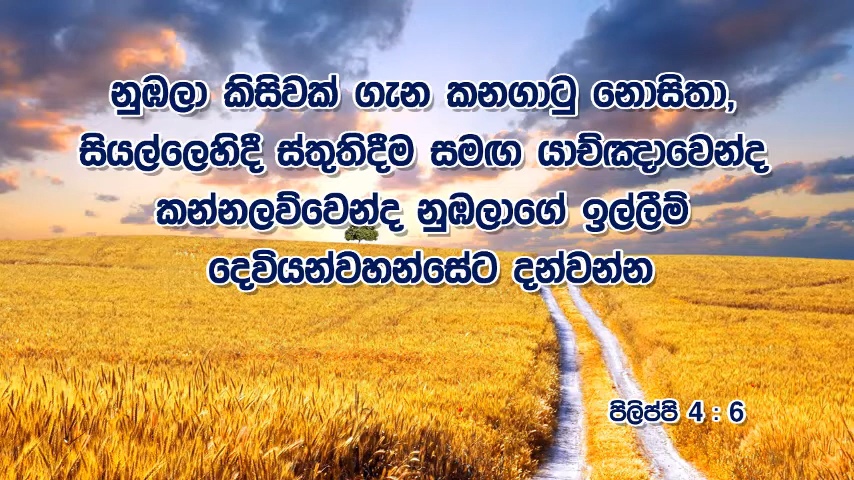 නුඹලා කිසිවක් ගැන කනගාටු නොසිතා,
සියල්ලෙහිදී ස්තුතිදීම සමඟ යාච්ඤාවෙන්ද
කන්නලව්වෙන්ද නුඹලාගේ ඉල්ලීම්
දෙවියන්වහන්සේට දන්වන්න
පිලිප්පි 4 : 6